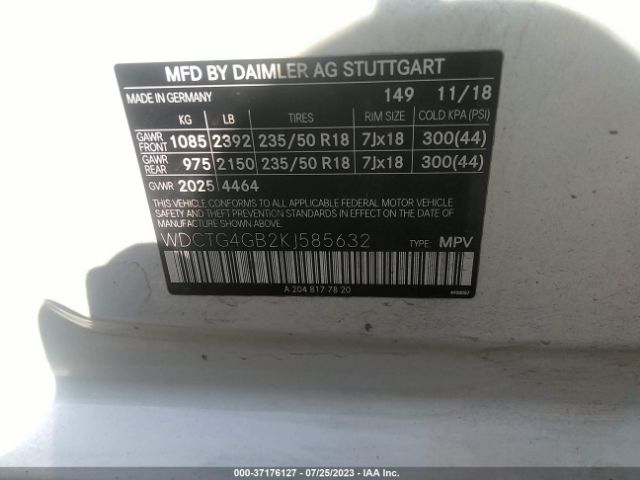 MFD BY DAIMLER AG STUTTGART
MADE IN GERMANY 149 11/18
KG LB TIRES RIM SIZE COLD KPA (PSI)
GAWR FRONT 1085 2392 235/50 R18 7Jx18 300(44)
GAWR REAR 975 2150 235/50 R18 7Jx18 300(44)
GVWR 2025 4464
THIS VEHICLE CONFORMS TO ALL APPLICABLE FEDERAL MOTOR VEHICLE
SAFETY, BUMPER, AND THEFT PREVENTION STANDARDS IN EFFECT ON THE
DATE OF MANUFACTURE SHOWN ABOVE.
WDCTG4GB2KJ585632 TYPE: MPV
A 204 817 78 20
000-37176127 - 07/25/2023 - IAA Inc.